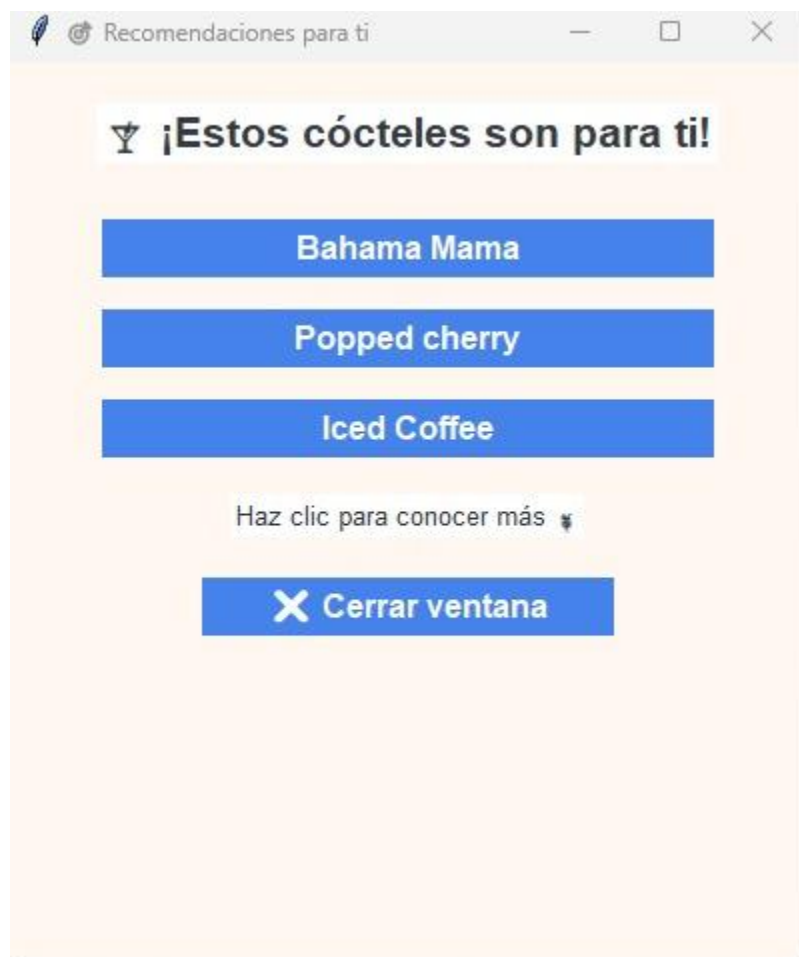 Recomendaciones para ti
¡Estos cócteles son para ti!
Bahama Mama
Popped cherry
Iced Coffee
Haz clic para conocer más
Cerrar ventana